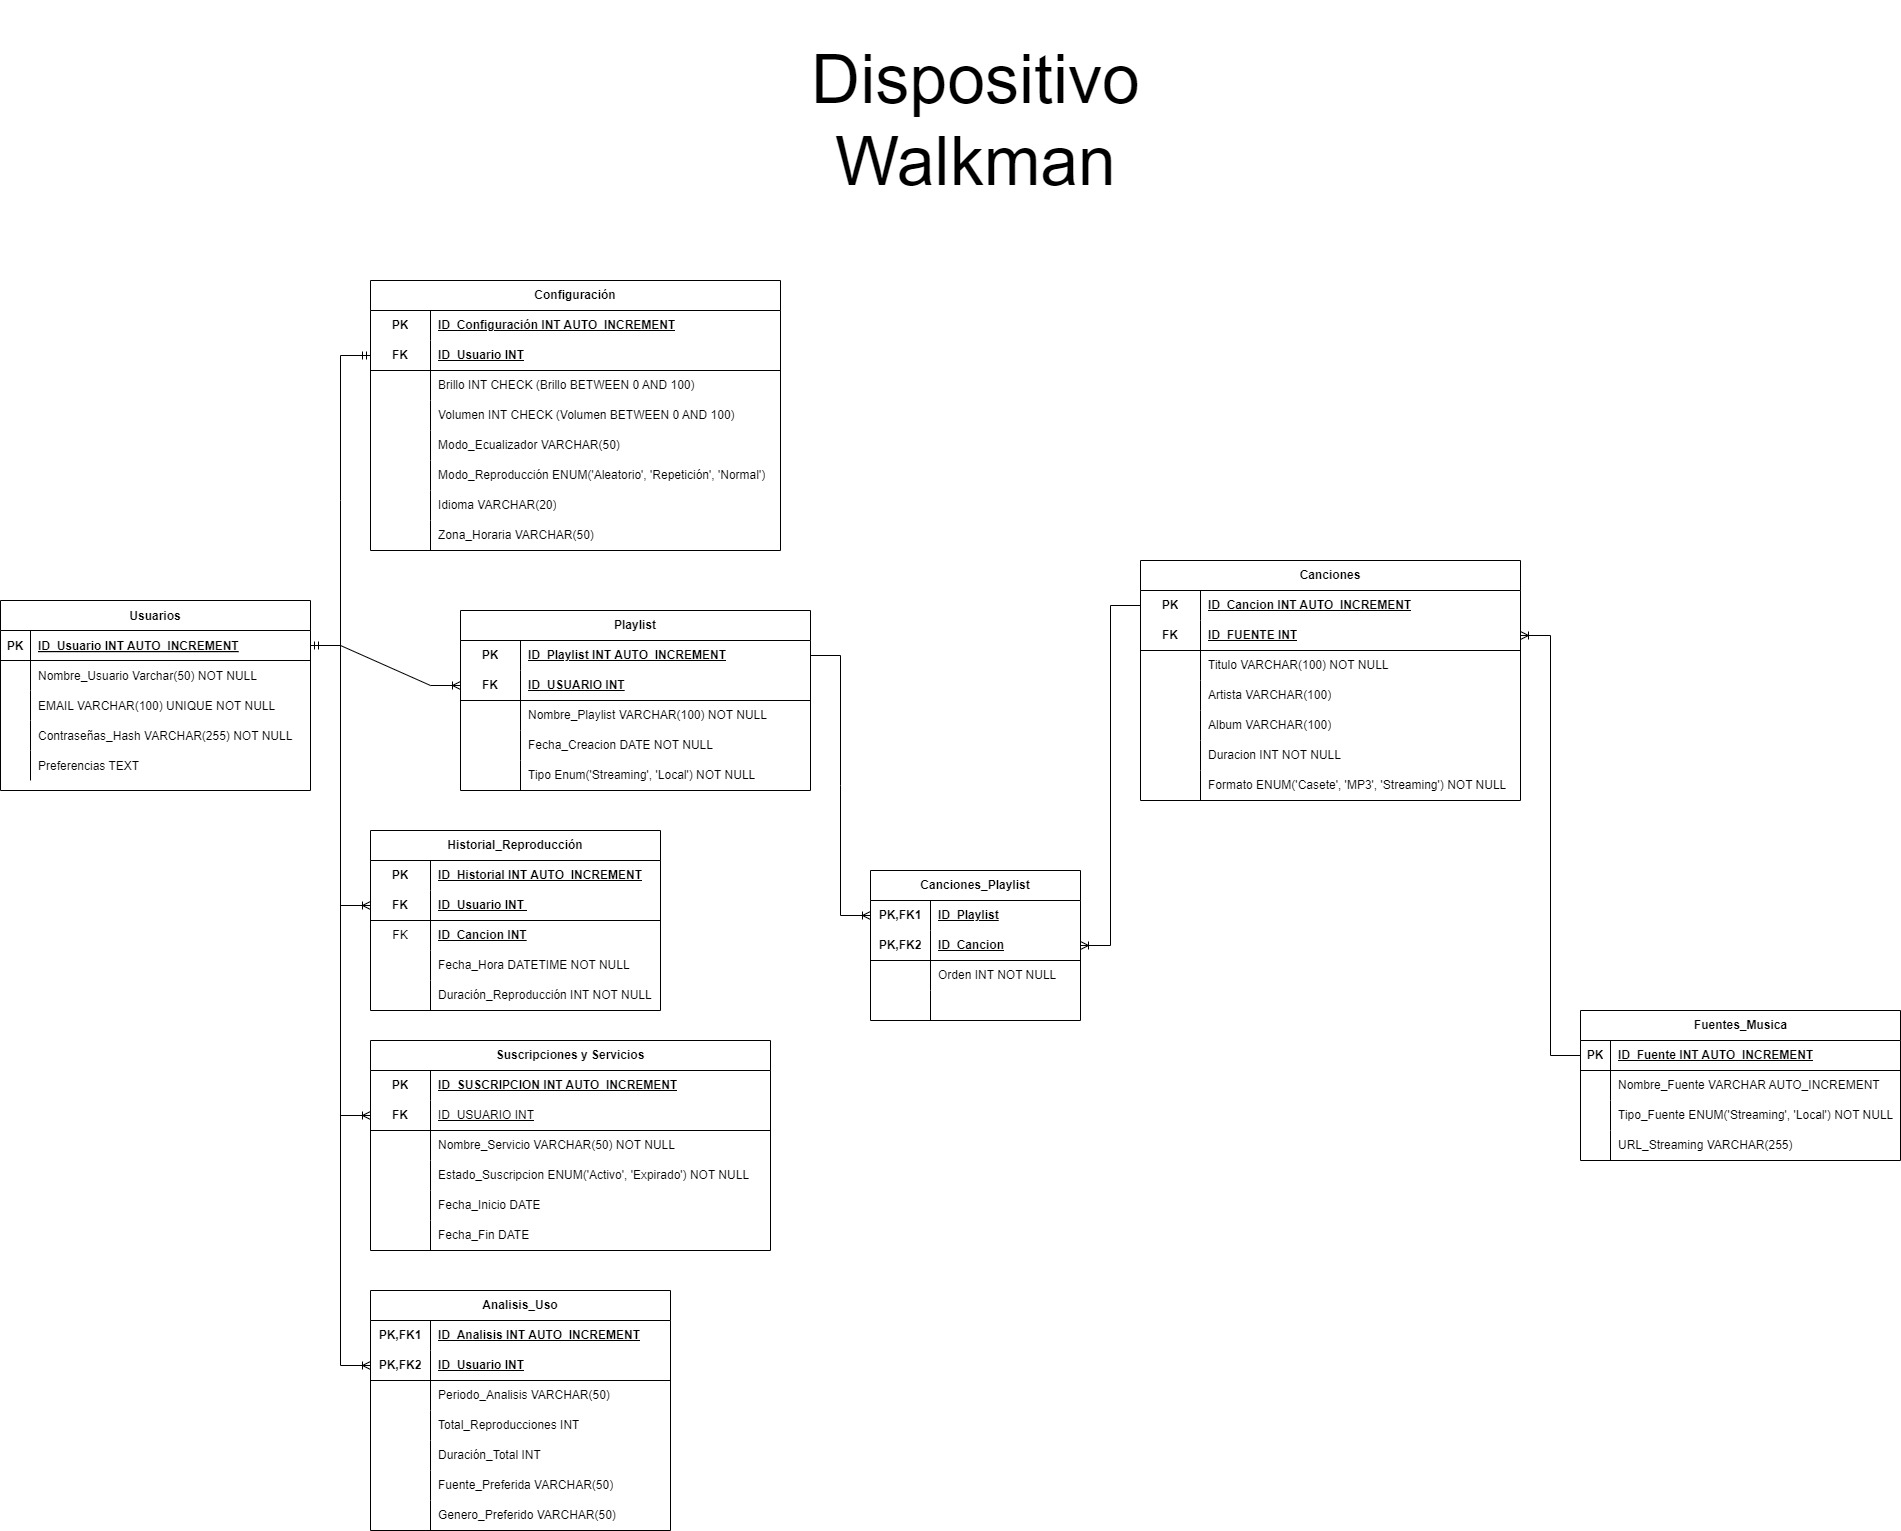 Dispositivo
Walkman
Configuración
PK ID_Configuración INT AUTO_INCREMENT
FK ID_Usuario INT
Brillo INT CHECK (Brillo BETWEEN 0 AND 100)
Volumen INT CHECK (Volumen BETWEEN 0 AND 100)
Modo_Ecualizador VARCHAR(50)
Modo_Reproducción ENUM('Aleatorio', 'Repetición', 'Normal')
Idioma VARCHAR(20)
Zona_Horaria VARCHAR(50)
Usuarios
PK ID_Usuario INT AUTO_INCREMENT
Nombre_Usuario Varchar(50) NOT NULL
EMAIL VARCHAR(100) UNIQUE NOT NULL
Contraseñas_Hash VARCHAR(255) NOT NULL
Preferencias TEXT
Playlist
PK ID_Playlist INT AUTO_INCREMENT
FK ID_USUARIO INT
Nombre_Playlist VARCHAR(100) NOT NULL
Fecha_Creacion DATE NOT NULL
Tipo Enum('Streaming', 'Local') NOT NULL
Canciones
PK ID_Cancion INT AUTO_INCREMENT
FK ID_FUENTE INT
Titulo VARCHAR(100) NOT NULL
Artista VARCHAR(100)
Album VARCHAR(100)
Duracion INT NOT NULL
Formato ENUM('Casete', 'MP3', 'Streaming') NOT NULL
Historial_Reproducción
PK ID_Historial INT AUTO_INCREMENT
FK ID_Usuario INT
FK ID_Cancion INT
Fecha_Hora DATETIME NOT NULL
Duración_Reproducción INT NOT NULL
Canciones_Playlist
PK,FK1 ID_Playlist
PK,FK2 ID_Cancion
Orden INT NOT NULL
Suscripciones y Servicios
PK ID_SUSCRIPCION INT AUTO_INCREMENT
FK ID_USUARIO INT
Nombre_Servicio VARCHAR(50) NOT NULL
Estado_Suscripcion ENUM('Activo', 'Expirado') NOT NULL
Fecha_Inicio DATE
Fecha_Fin DATE
Fuentes_Musica
PK ID_Fuente INT AUTO_INCREMENT
Nombre_Fuente VARCHAR AUTO_INCREMENT
Tipo_Fuente ENUM('Streaming', 'Local') NOT NULL
URL_Streaming VARCHAR(255)
Analisis_Uso
PK,FK1 ID_Analisis INT AUTO_INCREMENT
PK,FK2 ID_Usuario INT
Periodo_Analisis VARCHAR(50)
Total_Reproducciones INT
Duración_Total INT
Fuente_Preferida VARCHAR(50)
Genero_Preferido VARCHAR(50)